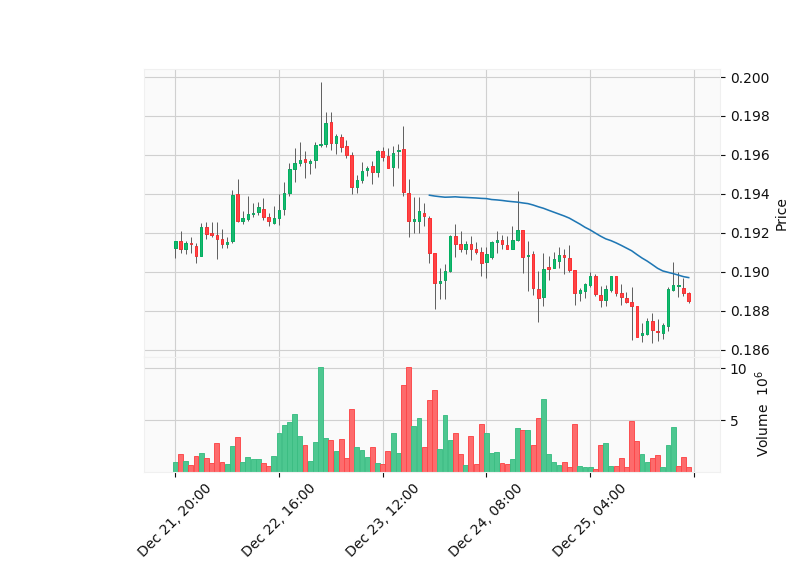 0.200
0.198
0.196
0.194
0.192
0.190
0.188
0.186
Price
10
5
Volume 10^6
Dec 21, 20:00
Dec 22, 16:00
Dec 23, 12:00
Dec 24, 08:00
Dec 25, 04:00